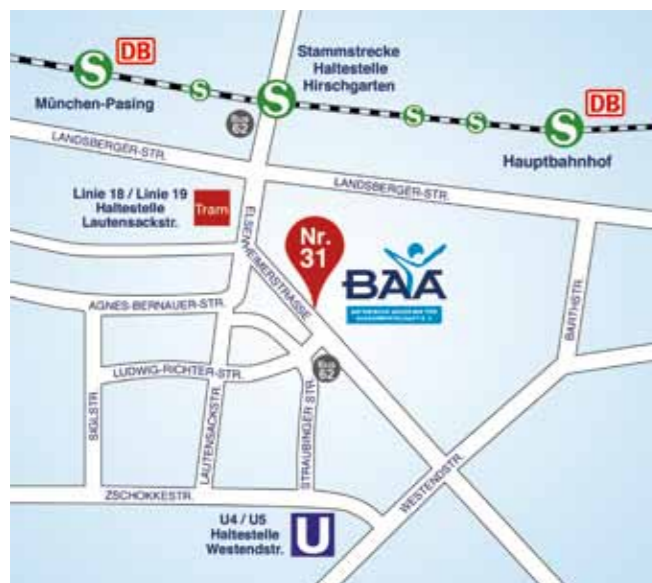 DB
S
München-Pasing
S
Stammstrecke
Haltestelle
Hirschgarten
S
S
S
DB
S
Hauptbahnhof
Bus
62
LANDSBERGER-STR.
LANDSBERGER-STR.
Linie 18 / Linie 19
Haltestelle
Lautensackstr.
Tram
ELSENHEIMERSTRASSE
Nr.
31
BAA
AGNES-BERNAUER-STR.
BARTHSTR.
LUDWIG-RICHTER-STR.
Bus
62
SIGLSTR.
LAUTENSACKSTR.
STRAUBINGER STR.
WESTENDSTR.
ZSCHOKKESTR.
U4 / U5
Haltestelle
Westendstr.
U